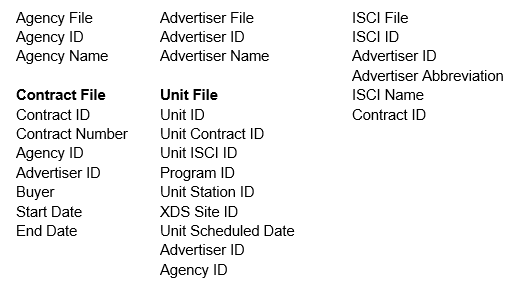 Agency File
Agency ID
Agency Name
Contract File
Contract ID
Contract Number
Agency ID
Advertiser ID
Buyer
Start Date
End Date
Advertiser File
Advertiser ID
Advertiser Name
Unit File
Unit ID
Unit Contract ID
Unit ISCI ID
Program ID
Unit Station ID
XDS Site ID
Unit Scheduled Date
Advertiser ID
Agency ID
ISCI File
ISCI ID
Advertiser ID
Advertiser Abbreviation
ISCI Name
Contract ID